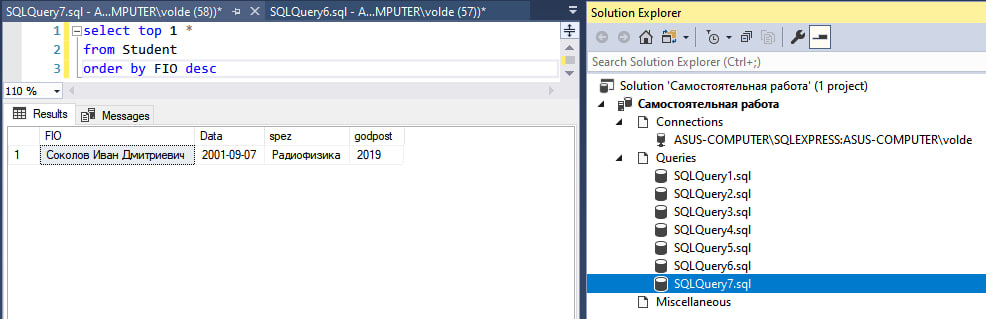 SQLQuery7.sql - A...MPUTER\volde (58))*
SQLQuery6.sql - A...MPUTER\volde (57))*
1 select top 1 *
2 from Student
3 order by FIO desc
110 %
Results
Messages
FIO Data spez godpost
1 Соколов Иван Дмитриевич 2001-09-07 Радиофизика 2019
Solution Explorer
Search Solution Explorer (Ctrl+;)
Solution 'Самостоятельная работа' (1 project)
Самостоятельная работа
Connections
ASUS-COMPUTER\SQLEXPRESS:ASUS-COMPUTER\volde
Queries
SQLQuery1.sql
SQLQuery2.sql
SQLQuery3.sql
SQLQuery4.sql
SQLQuery5.sql
SQLQuery6.sql
SQLQuery7.sql
Miscellaneous